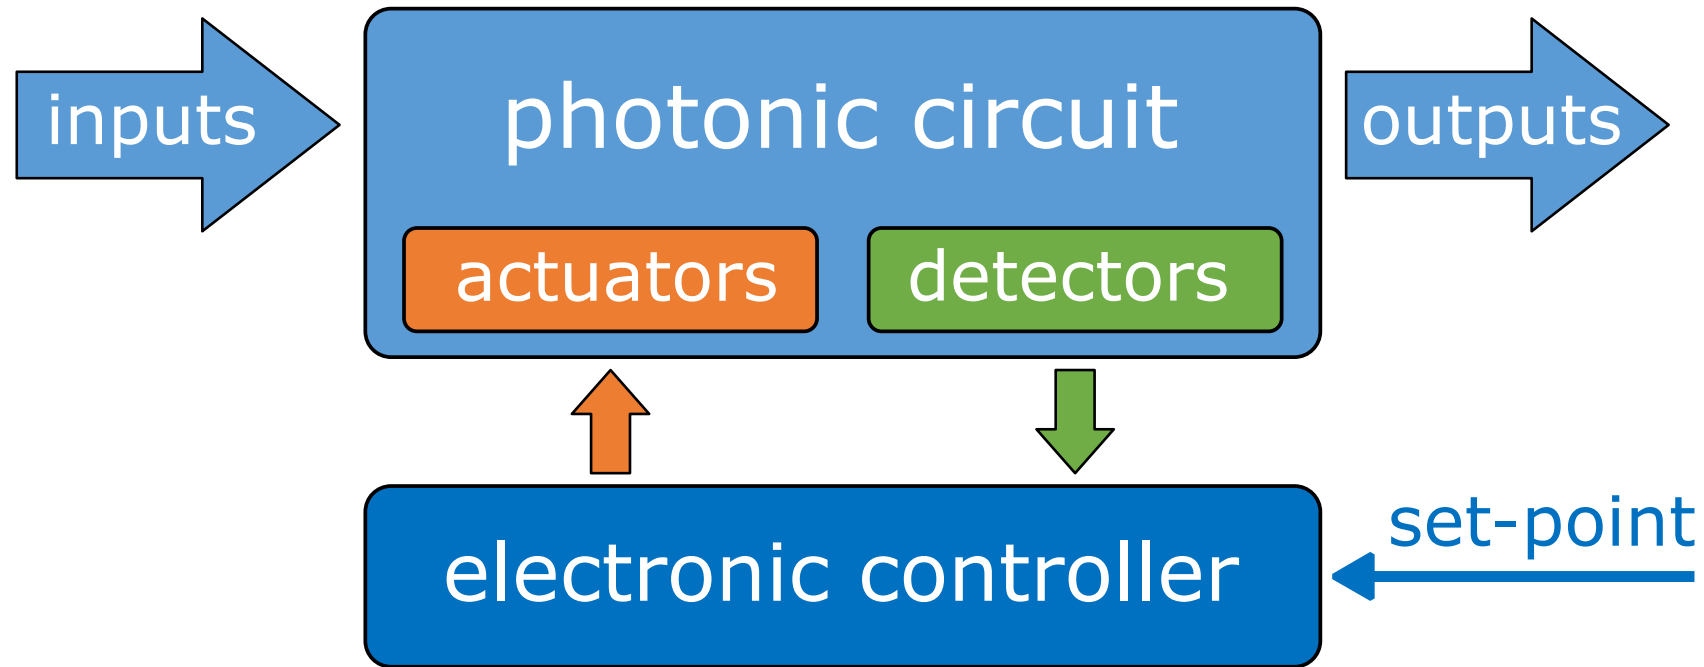 inputs
photonic circuit
outputs
actuators
detectors
set-point
electronic controller